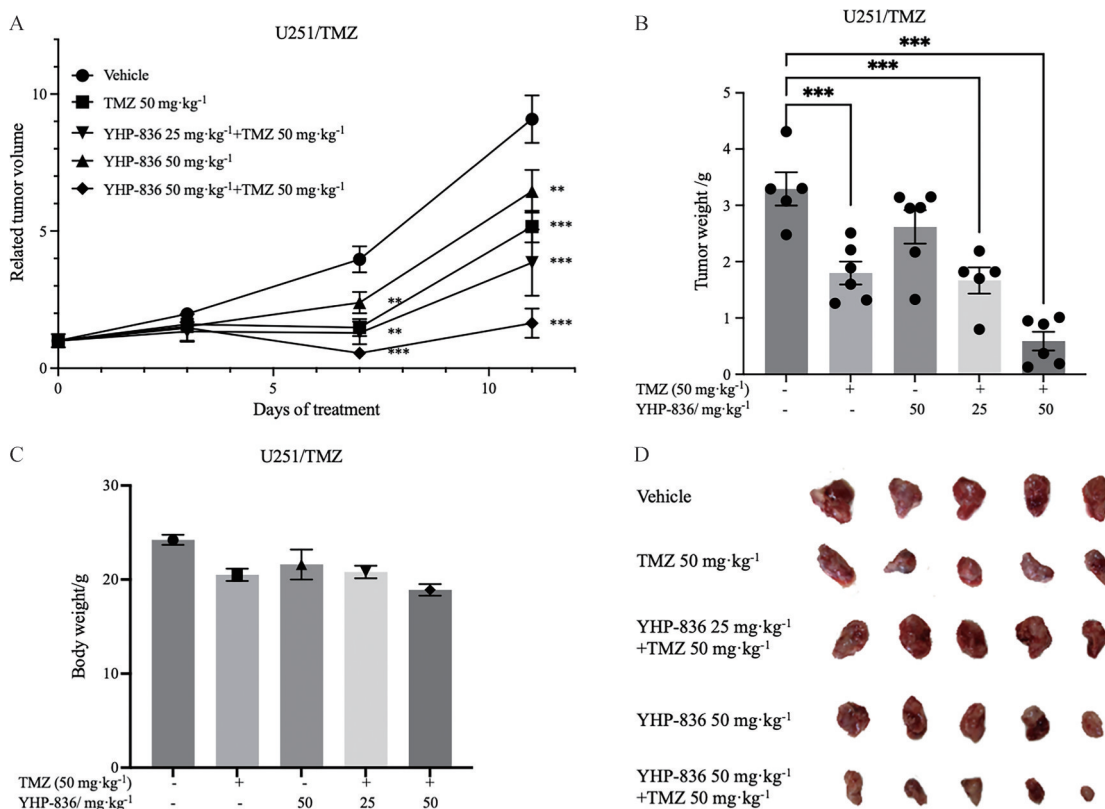 A
U251/TMZ
Vehicle
TMZ 50 mg·kg⁻¹
YHP-836 25 mg·kg⁻¹+TMZ 50 mg·kg⁻¹
YHP-836 50 mg·kg⁻¹
YHP-836 50 mg·kg⁻¹+TMZ 50 mg·kg⁻¹
Related tumor volume
10
5
0
**
***
***
***
**
**
***
0
5
10
Days of treatment
B
U251/TMZ
***
***
***
Tumor weight /g
5
4
3
2
1
0
TMZ (50 mg·kg⁻¹) - + - + +
YHP-836/ mg·kg⁻¹ - - 50 25 50
C
U251/TMZ
Body weight/g
30
20
10
0
TMZ (50 mg·kg⁻¹) - + - + +
YHP-836/ mg·kg⁻¹ - - 50 25 50
D
Vehicle
TMZ 50 mg·kg⁻¹
YHP-836 25 mg·kg⁻¹
+TMZ 50 mg·kg⁻¹
YHP-836 50 mg·kg⁻¹
YHP-836 50 mg·kg⁻¹
+TMZ 50 mg·kg⁻¹